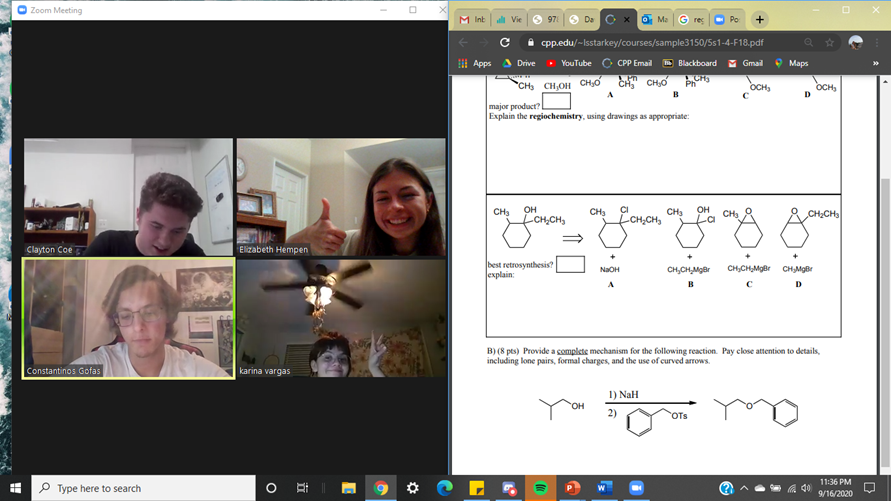 Zoom Meeting
Clayton Coe
Elizabeth Hempen
Constantinos Gofas
karina vargas
Inb
Vie
978
Da
Ma
reg
Po
cpp.edu/~lsstarkey/courses/sample3150/5s1-4-F18.pdf
Apps
Drive
YouTube
CPP Email
Blackboard
Gmail
Maps
CH₃ CH₃OH CH₃O CH₃ CH₃O Ph CH₃ OCH₃ OCH₃
A B C D
major product?
Explain the regiochemistry, using drawings as appropriate:
CH₃ OH CH₂CH₃
CH₃ Cl CH₂CH₃
CH₃ OH Cl
CH₃ O
O CH₂CH₃
⇒
+ + + +
best retrosynthesis?
explain:
NaOH CH₃CH₂MgBr CH₃CH₂MgBr CH₃MgBr
A B C D
B) (8 pts) Provide a complete mechanism for the following reaction. Pay close attention to details,
including lone pairs, formal charges, and the use of curved arrows.
OH
1) NaH
2) OTs
O
Type here to search
11:36 PM
9/16/2020